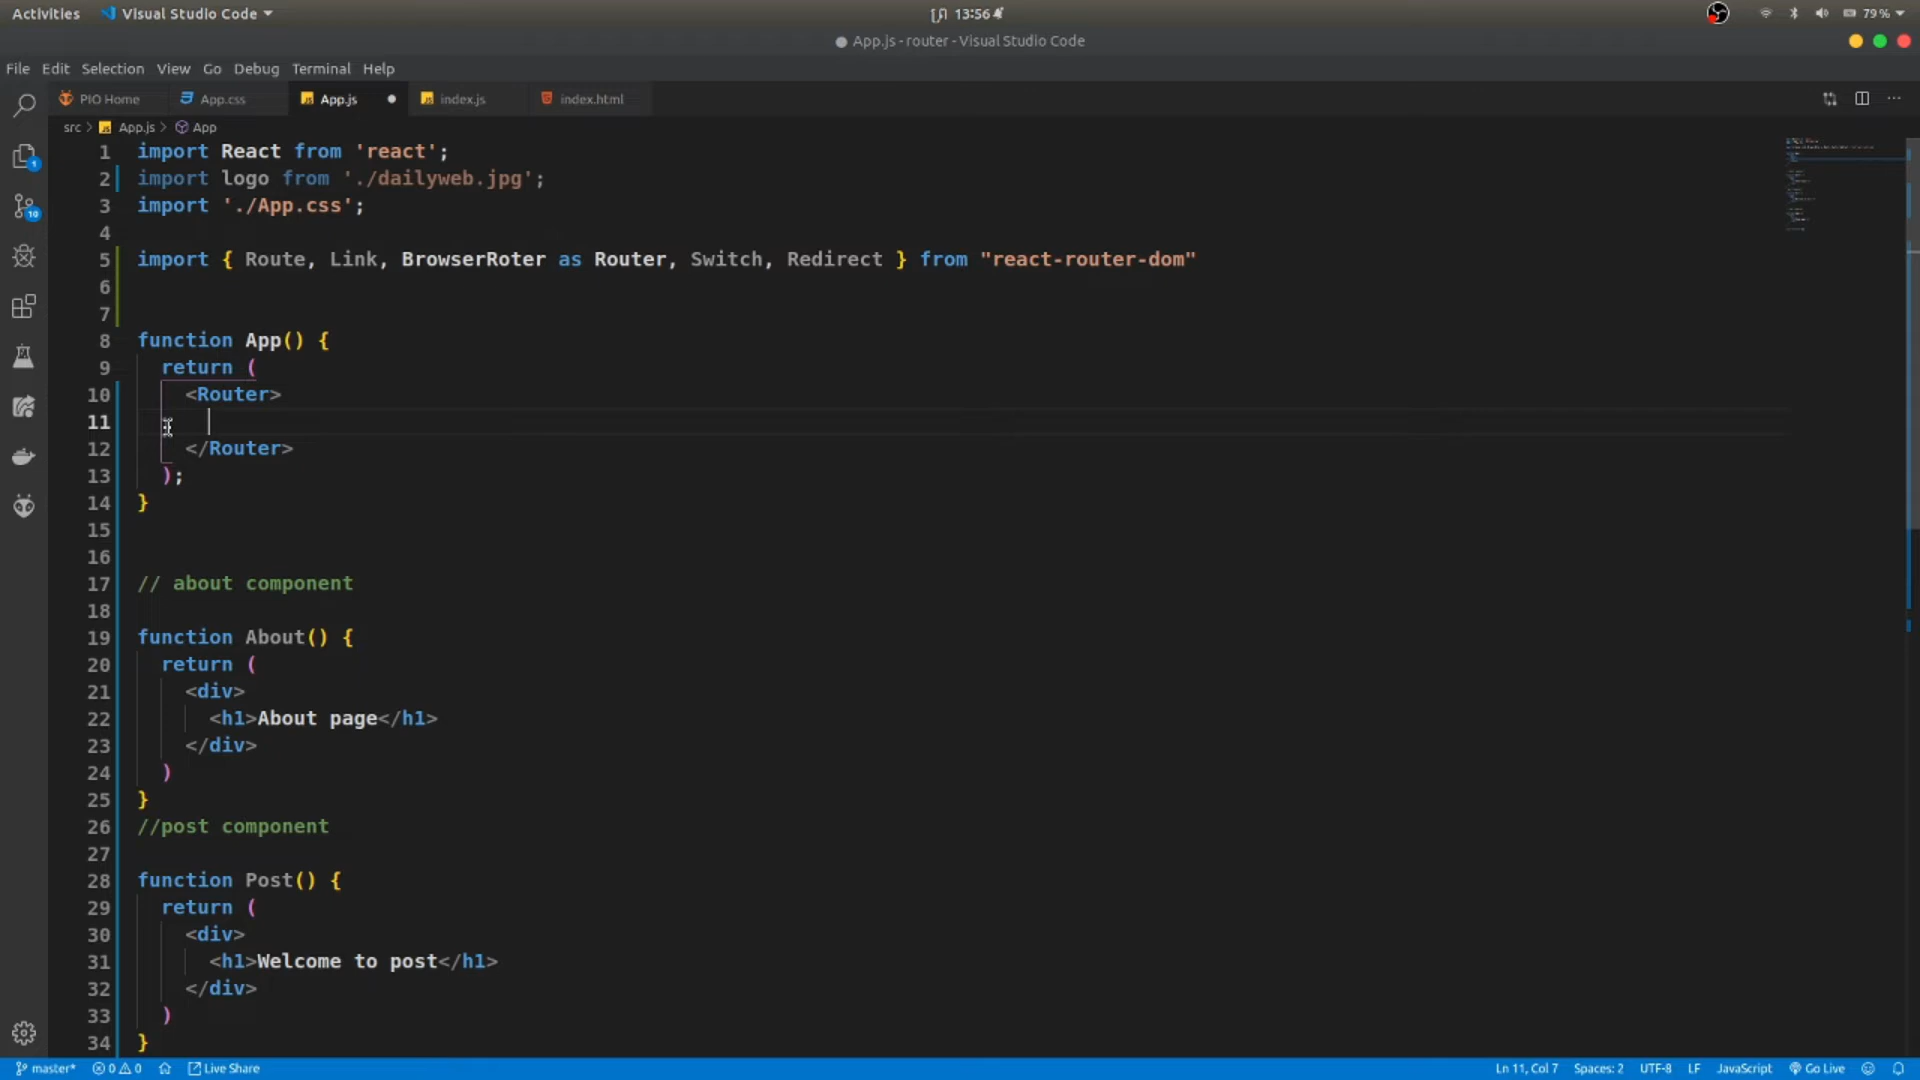 Activities Visual Studio Code 13:56 79 %
App.js - router - Visual Studio Code
File Edit Selection View Go Debug Terminal Help
PIO Home App.css App.js index.js index.html
src > App.js > App
1 import React from 'react';
2 import logo from './dailyweb.jpg';
3 import './App.css';
4
5 import { Route, Link, BrowserRoter as Router, Switch, Redirect } from "react-router-dom"
6
7
8 function App() {
9 return (
10 <Router>
11
12 </Router>
13 );
14 }
15
16
17 // about component
18
19 function About() {
20 return (
21 <div>
22 <h1>About page</h1>
23 </div>
24 )
25 }
26 //post component
27
28 function Post() {
29 return (
30 <div>
31 <h1>Welcome to post</h1>
32 </div>
33 )
34 }
1
10
master* 0 0 Live Share Ln 11, Col 7 Spaces: 2 UTF-8 LF JavaScript Go Live